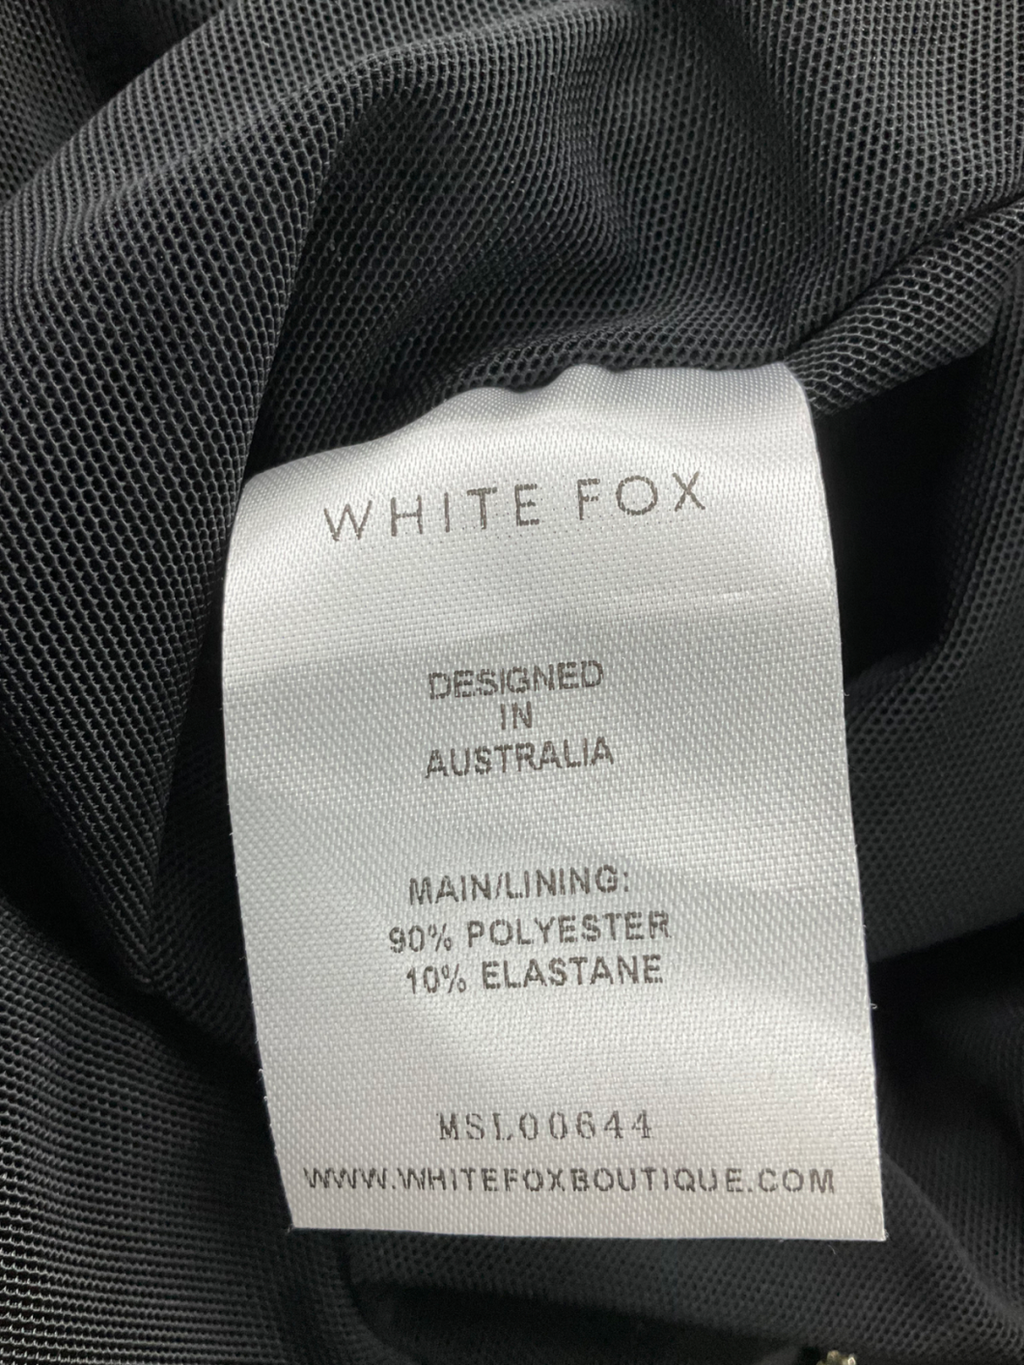 WHITE FOX
DESIGNED
IN
AUSTRALIA
MAIN/LINING:
90% POLYESTER
10% ELASTANE
MSL00644
WWW.WHITEFOXBOUTIQUE.COM